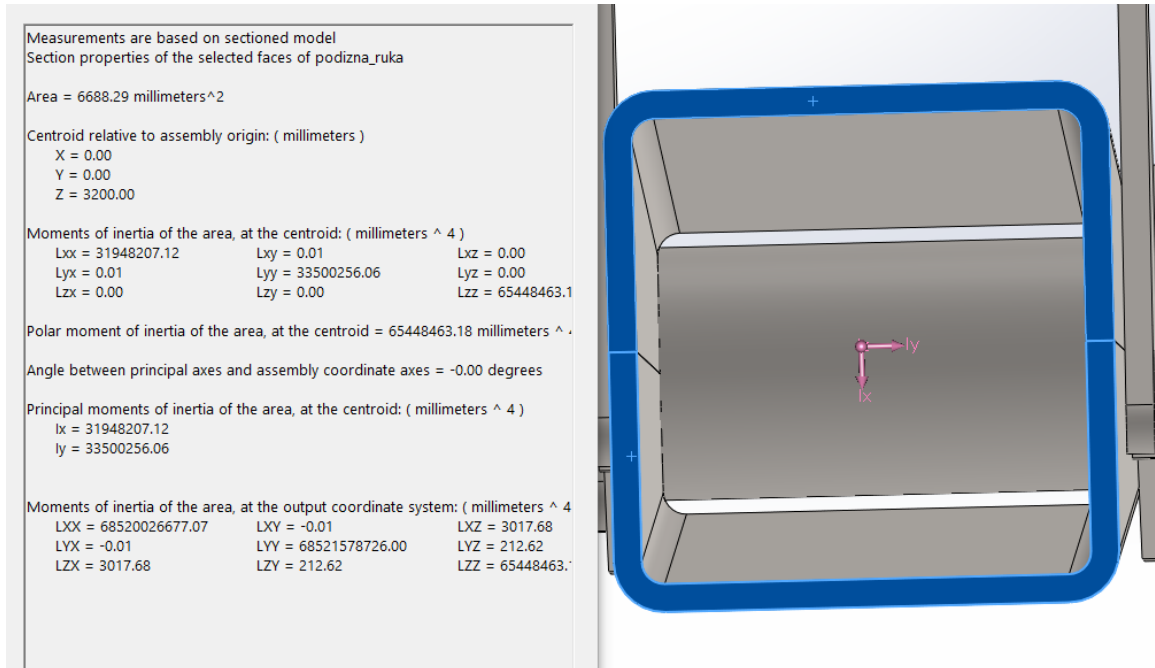 Measurements are based on sectioned model
Section properties of the selected faces of podizna_ruka
Area = 6688.29 millimeters^2
Centroid relative to assembly origin: ( millimeters )
X = 0.00
Y = 0.00
Z = 3200.00
Moments of inertia of the area, at the centroid: ( millimeters ^ 4 )
Lxx = 31948207.12 Lxy = 0.01 Lxz = 0.00
Lyx = 0.01 Lyy = 33500256.06 Lyz = 0.00
Lzx = 0.00 Lzy = 0.00 Lzz = 65448463.1
Polar moment of inertia of the area, at the centroid = 65448463.18 millimeters ^
Angle between principal axes and assembly coordinate axes = -0.00 degrees
Principal moments of inertia of the area, at the centroid: ( millimeters ^ 4 )
Ix = 31948207.12
Iy = 33500256.06
Moments of inertia of the area, at the output coordinate system: ( millimeters ^ 4
LXX = 68520026677.07 LXY = -0.01 LXZ = 3017.68
LYX = -0.01 LYY = 68521578726.00 LYZ = 212.62
LZX = 3017.68 LZY = 212.62 LZZ = 65448463.
Iy
Ix